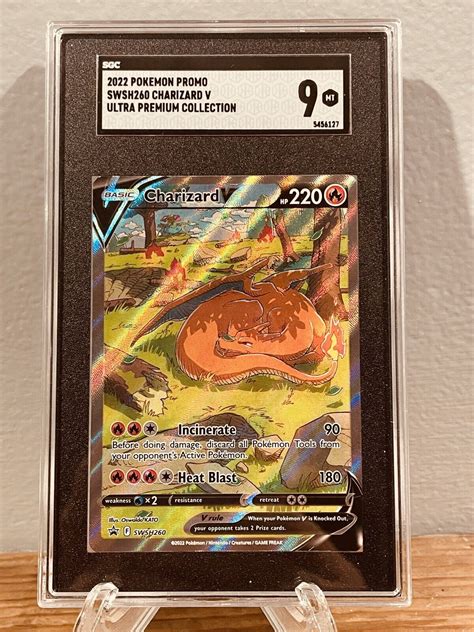 SGC
2022 POKEMON PROMO
SWSH260 CHARIZARD V
ULTRA PREMIUM COLLECTION
9 MT
5456127
BASIC Charizard V HP 220
Incinerate 90
Before doing damage, discard all Pokémon Tools from
your opponent's Active Pokémon.
Heat Blast 180
weakness ×2 resistance retreat
Illus. Oswaldo KATO
V rule When your Pokémon V is Knocked Out,
your opponent takes 2 Prize cards.
SWSH260
©2022 Pokémon / Nintendo / Creatures / GAME FREAK